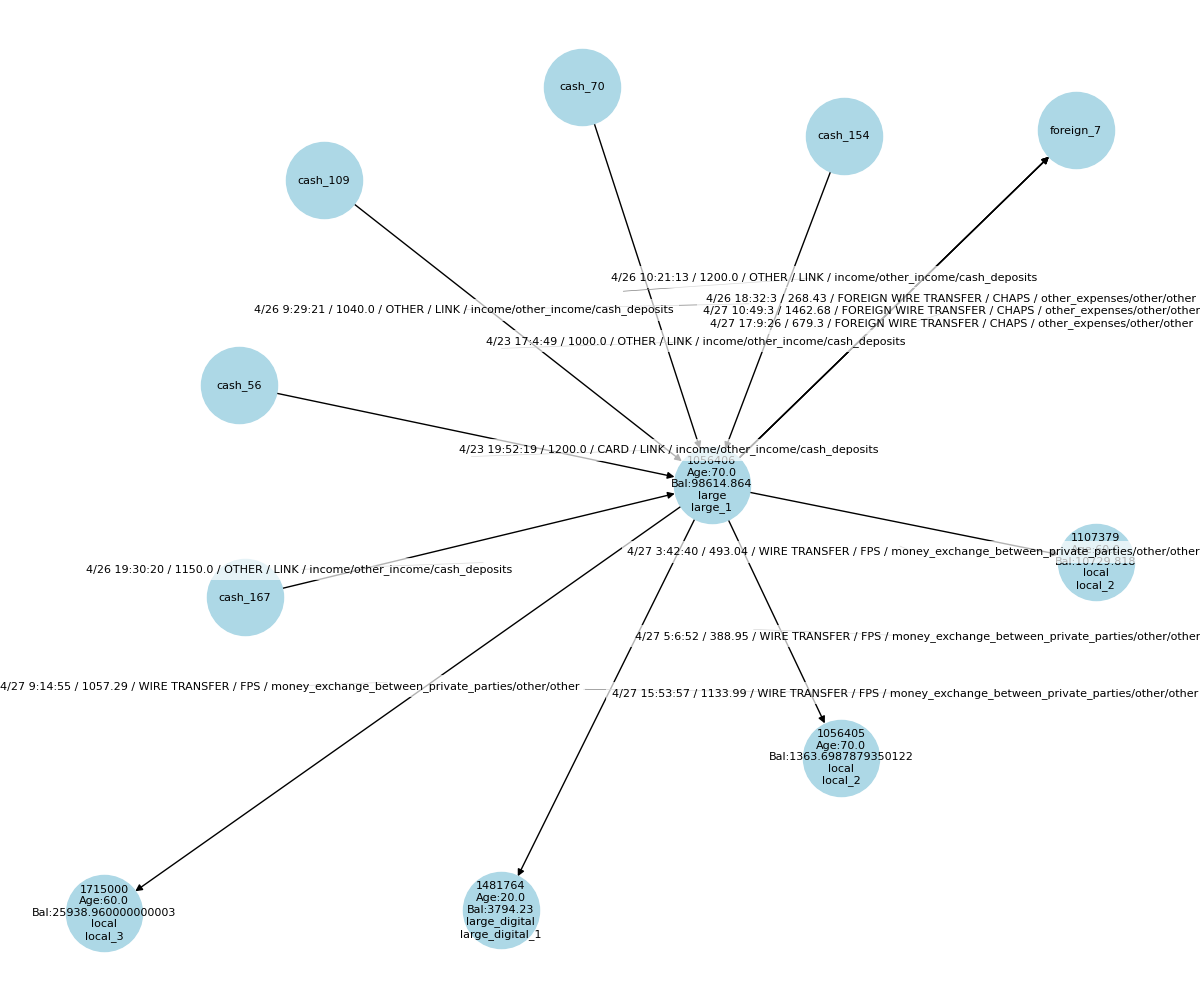 cash_70
foreign_7
cash_154
cash_109
4/26 10:21:13 / 1200.0 / OTHER / LINK / income/other_income/cash_deposits
4/26 18:32:3 / 268.43 / FOREIGN WIRE TRANSFER / CHAPS / other_expenses/other/other
4/26 9:29:21 / 1040.0 / OTHER / LINK / income/other_income/cash_deposits
4/27 10:49:3 / 1462.68 / FOREIGN WIRE TRANSFER / CHAPS / other_expenses/other/other
4/27 17:9:26 / 679.3 / FOREIGN WIRE TRANSFER / CHAPS / other_expenses/other/other
4/23 17:4:49 / 1000.0 / OTHER / LINK / income/other_income/cash_deposits
cash_56
4/23 19:52:19 / 1200.0 / CARD / LINK / income/other_income/cash_deposits
1056406
Age:70.0
Bal:98614.864
large
large_1
1107379
Bal:10729.818
local
local_2
4/27 3:42:40 / 493.04 / WIRE TRANSFER / FPS / money_exchange_between_private_parties/other/other
4/26 19:30:20 / 1150.0 / OTHER / LINK / income/other_income/cash_deposits
cash_167
4/27 5:6:52 / 388.95 / WIRE TRANSFER / FPS / money_exchange_between_private_parties/other/other
4/27 9:14:55 / 1057.29 / WIRE TRANSFER / FPS / money_exchange_between_private_parties/other/other
4/27 15:53:57 / 1133.99 / WIRE TRANSFER / FPS / money_exchange_between_private_parties/other/other
1056405
Age:70.0
Bal:1363.6987879350122
local
local_2
1715000
Age:60.0
Bal:25938.960000000003
local
local_3
1481764
Age:20.0
Bal:3794.23
large_digital
large_digital_1